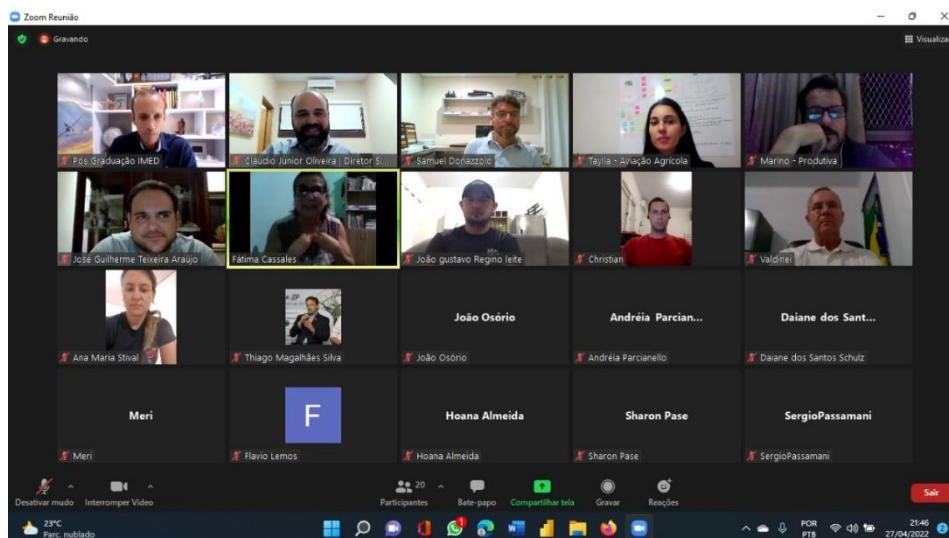 Zoom Reunião
Gravando
Visualiza
Pós Graduação IMED
Claudio Junior Oliveira | Diretor S...
Samuel Donazzolo
Taylla - Aviação Agrícola
Marino - Produtiva
José Guilherme Teixeira Araújo
Fátima Cassales
João gustavo Regino leite
Christian
Valdinei
Ana Maria Stival
Thiago Magalhães Silva
João Osório
João Osório
Andréia Parcian...
Andréia Parcianello
Daiane dos Sant...
Daiane dos Santos Schulz
Meri
Meri
F
Flavio Lemos
Hoana Almeida
Hoana Almeida
Sharon Pase
Sharon Pase
SergioPassamani
SergioPassamani
Desativar mudo
Interromper Vídeo
20
Participantes
Bate-papo
Compartilhar tela
Gravar
Reações
Sair
23°C
Parc. nublado
POR
PTB
21:46
27/04/2022